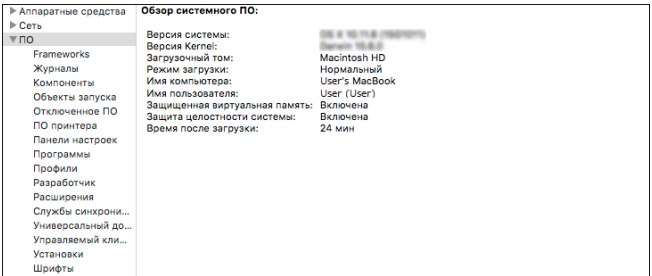 Аппаратные средства
Сеть
ПО
Frameworks
Журналы
Компоненты
Объекты запуска
Отключенное ПО
ПО принтера
Панели настроек
Программы
Профили
Разработчик
Расширения
Службы синхрони...
Универсальный до...
Управляемый кли...
Установки
Шрифты
Обзор системного ПО:
Версия системы:
Версия Kernel:
Загрузочный том: Macintosh HD
Режим загрузки: Нормальный
Имя компьютера: User's MacBook
Имя пользователя: User (User)
Защищенная виртуальная память: Включена
Защита целостности системы: Включена
Время после загрузки: 24 мин